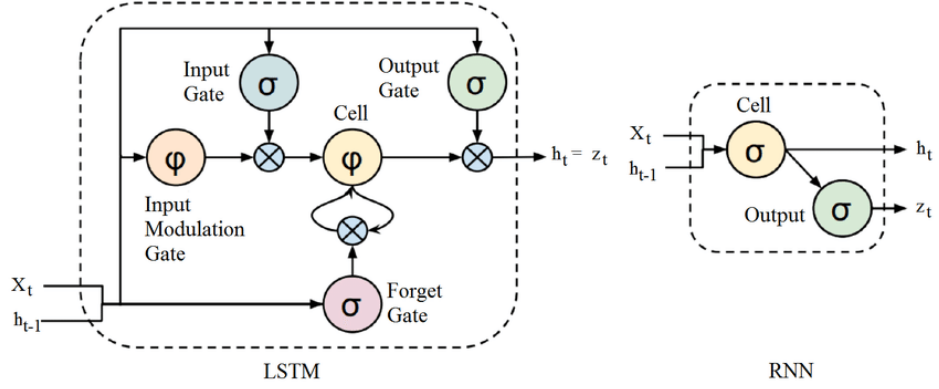 Input
Gate
σ
Output
Gate
σ
Cell
φ
φ
h_t = z_t
Input
Modulation
Gate
X_t
h_t-1
σ
Forget
Gate
LSTM
Cell
X_t
h_t-1
σ
h_t
Output
σ
z_t
RNN